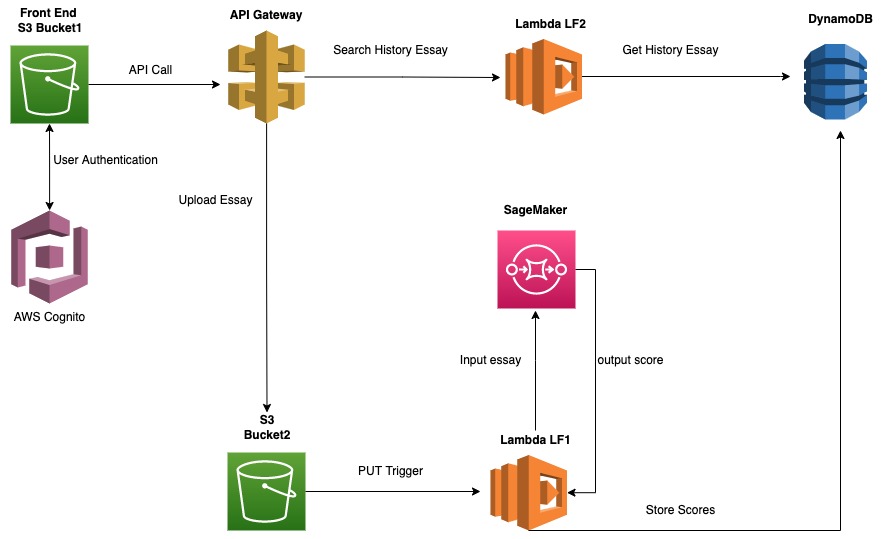 Front End
S3 Bucket1
API Gateway
Lambda LF2
DynamoDB
API Call
Search History Essay
Get History Essay
User Authentication
Upload Essay
SageMaker
AWS Cognito
Input essay
output score
S3
Bucket2
Lambda LF1
PUT Trigger
Store Scores